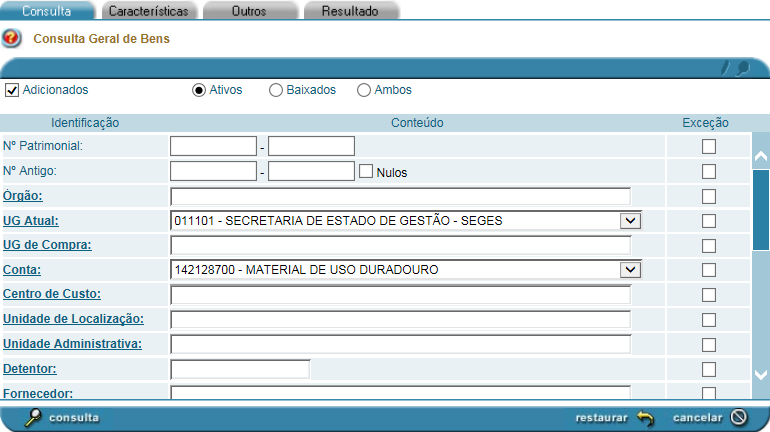 Consulta Características Outros Resultado
Consulta Geral de Bens
Adicionados Ativos Baixados Ambos
Identificação Conteúdo Exceção
Nº Patrimonial: -
Nº Antigo: - Nulos
Órgão:
UG Atual: 011101 - SECRETARIA DE ESTADO DE GESTÃO - SEGES
UG de Compra:
Conta: 142128700 - MATERIAL DE USO DURADOURO
Centro de Custo:
Unidade de Localização:
Unidade Administrativa:
Detentor:
Fornecedor:
consulta restaurar cancelar